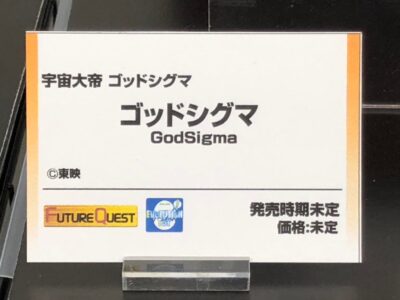 宇宙大帝 ゴッドシグマ
ゴッドシグマ
GodSigma
©東映
FUTURE QUEST
EVOLUTION
発売時期未定
価格:未定